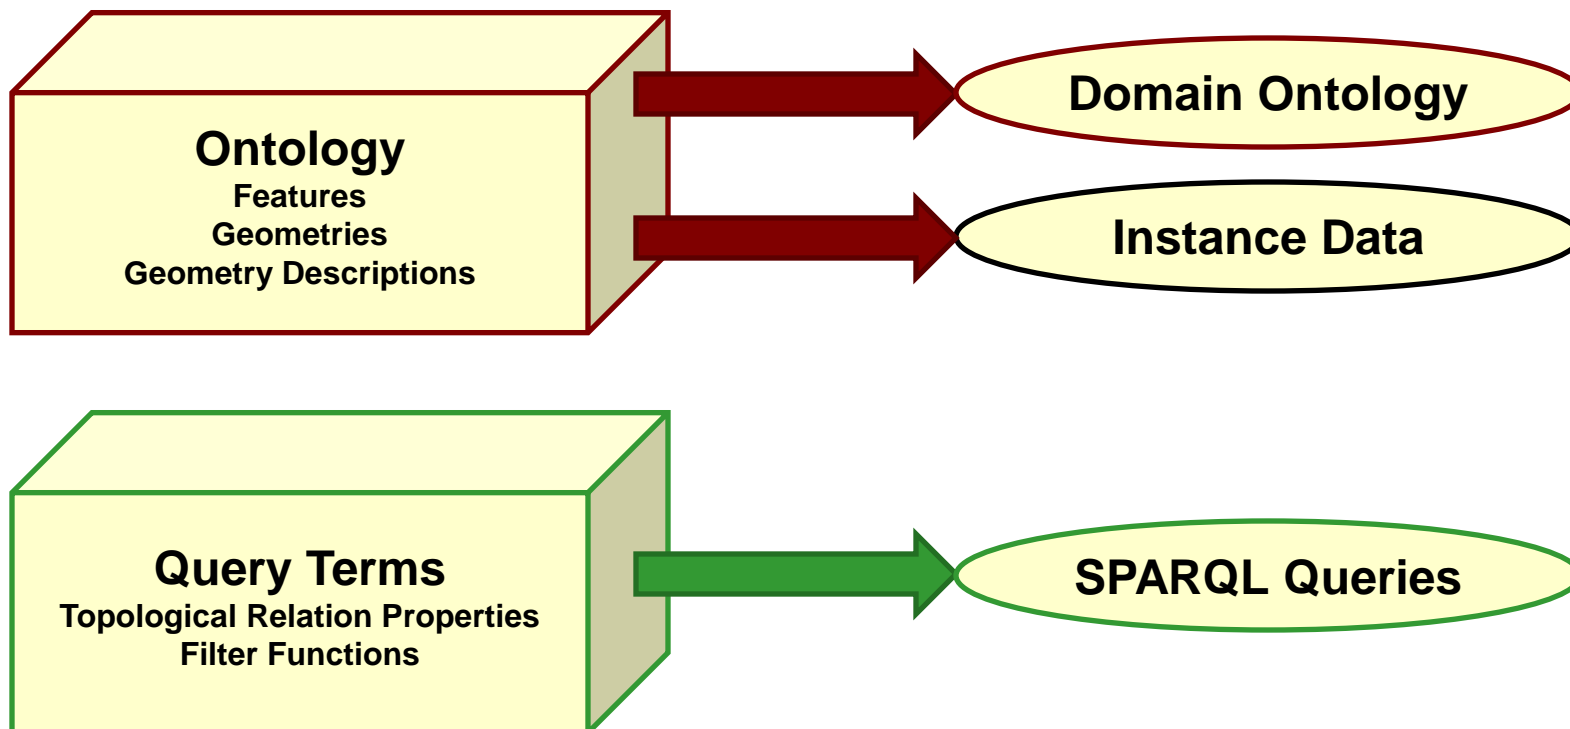 Ontology
Features
Geometries
Geometry Descriptions
Domain Ontology
Instance Data
Query Terms
Topological Relation Properties
Filter Functions
SPARQL Queries